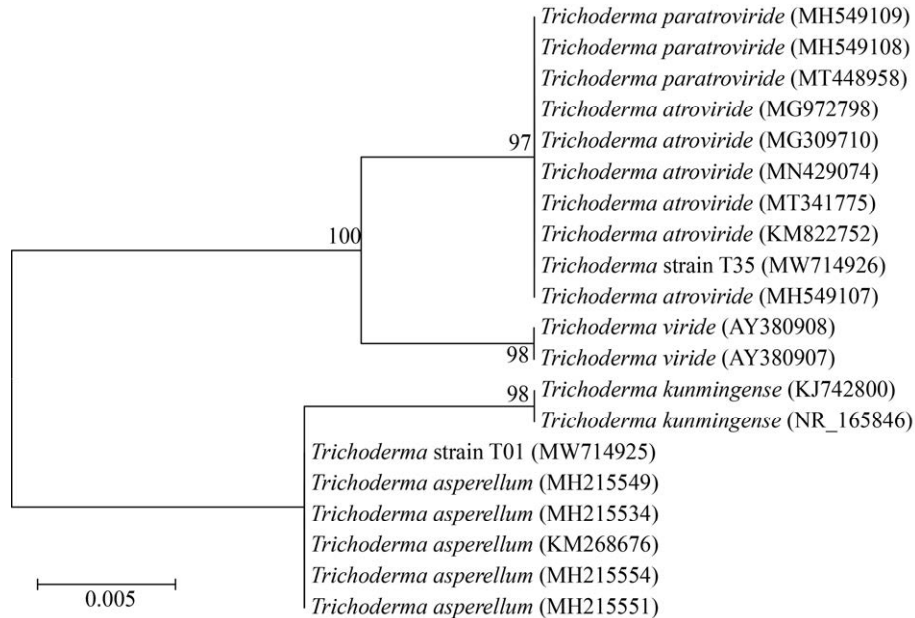 Trichoderma paratroviride (MH549109)
Trichoderma paratroviride (MH549108)
Trichoderma paratroviride (MT448958)
Trichoderma atroviride (MG972798)
97 Trichoderma atroviride (MG309710)
Trichoderma atroviride (MN429074)
Trichoderma atroviride (MT341775)
100 Trichoderma atroviride (KM822752)
Trichoderma strain T35 (MW714926)
Trichoderma atroviride (MH549107)
Trichoderma viride (AY380908)
98 Trichoderma viride (AY380907)
98 Trichoderma kunmingense (KJ742800)
Trichoderma kunmingense (NR_165846)
Trichoderma strain T01 (MW714925)
Trichoderma asperellum (MH215549)
Trichoderma asperellum (MH215534)
Trichoderma asperellum (KM268676)
Trichoderma asperellum (MH215554)
0.005 Trichoderma asperellum (MH215551)